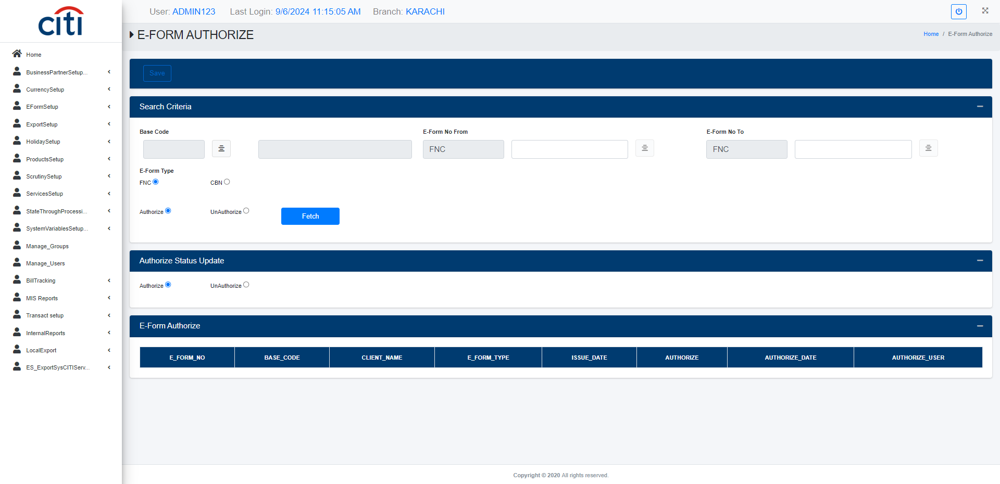 citi
User: ADMIN123 Last Login: 9/6/2024 11:15:05 AM Branch: KARACHI
E-FORM AUTHORIZE
Home / E-Form Authorize
Home
BusinessPartnerSetup...
CurrencySetup
EFormSetup
ExportSetup
HolidaySetup
ProductsSetup
ScrutinySetup
ServicesSetup
StateThroughProcessi...
SystemVariablesSetup...
Manage_Groups
Manage_Users
BillTracking
MIS Reports
Transact setup
InternalReports
LocalExport
ES_ExportSysCITIServ...
Save
Search Criteria
Base Code E-Form No From E-Form No To
FNC FNC
E-Form Type
FNC CBN
Authorize UnAuthorize Fetch
Authorize Status Update
Authorize UnAuthorize
E-Form Authorize
E_FORM_NO BASE_CODE CLIENT_NAME E_FORM_TYPE ISSUE_DATE AUTHORIZE AUTHORIZE_DATE AUTHORIZE_USER
Copyright © 2020 All rights reserved.